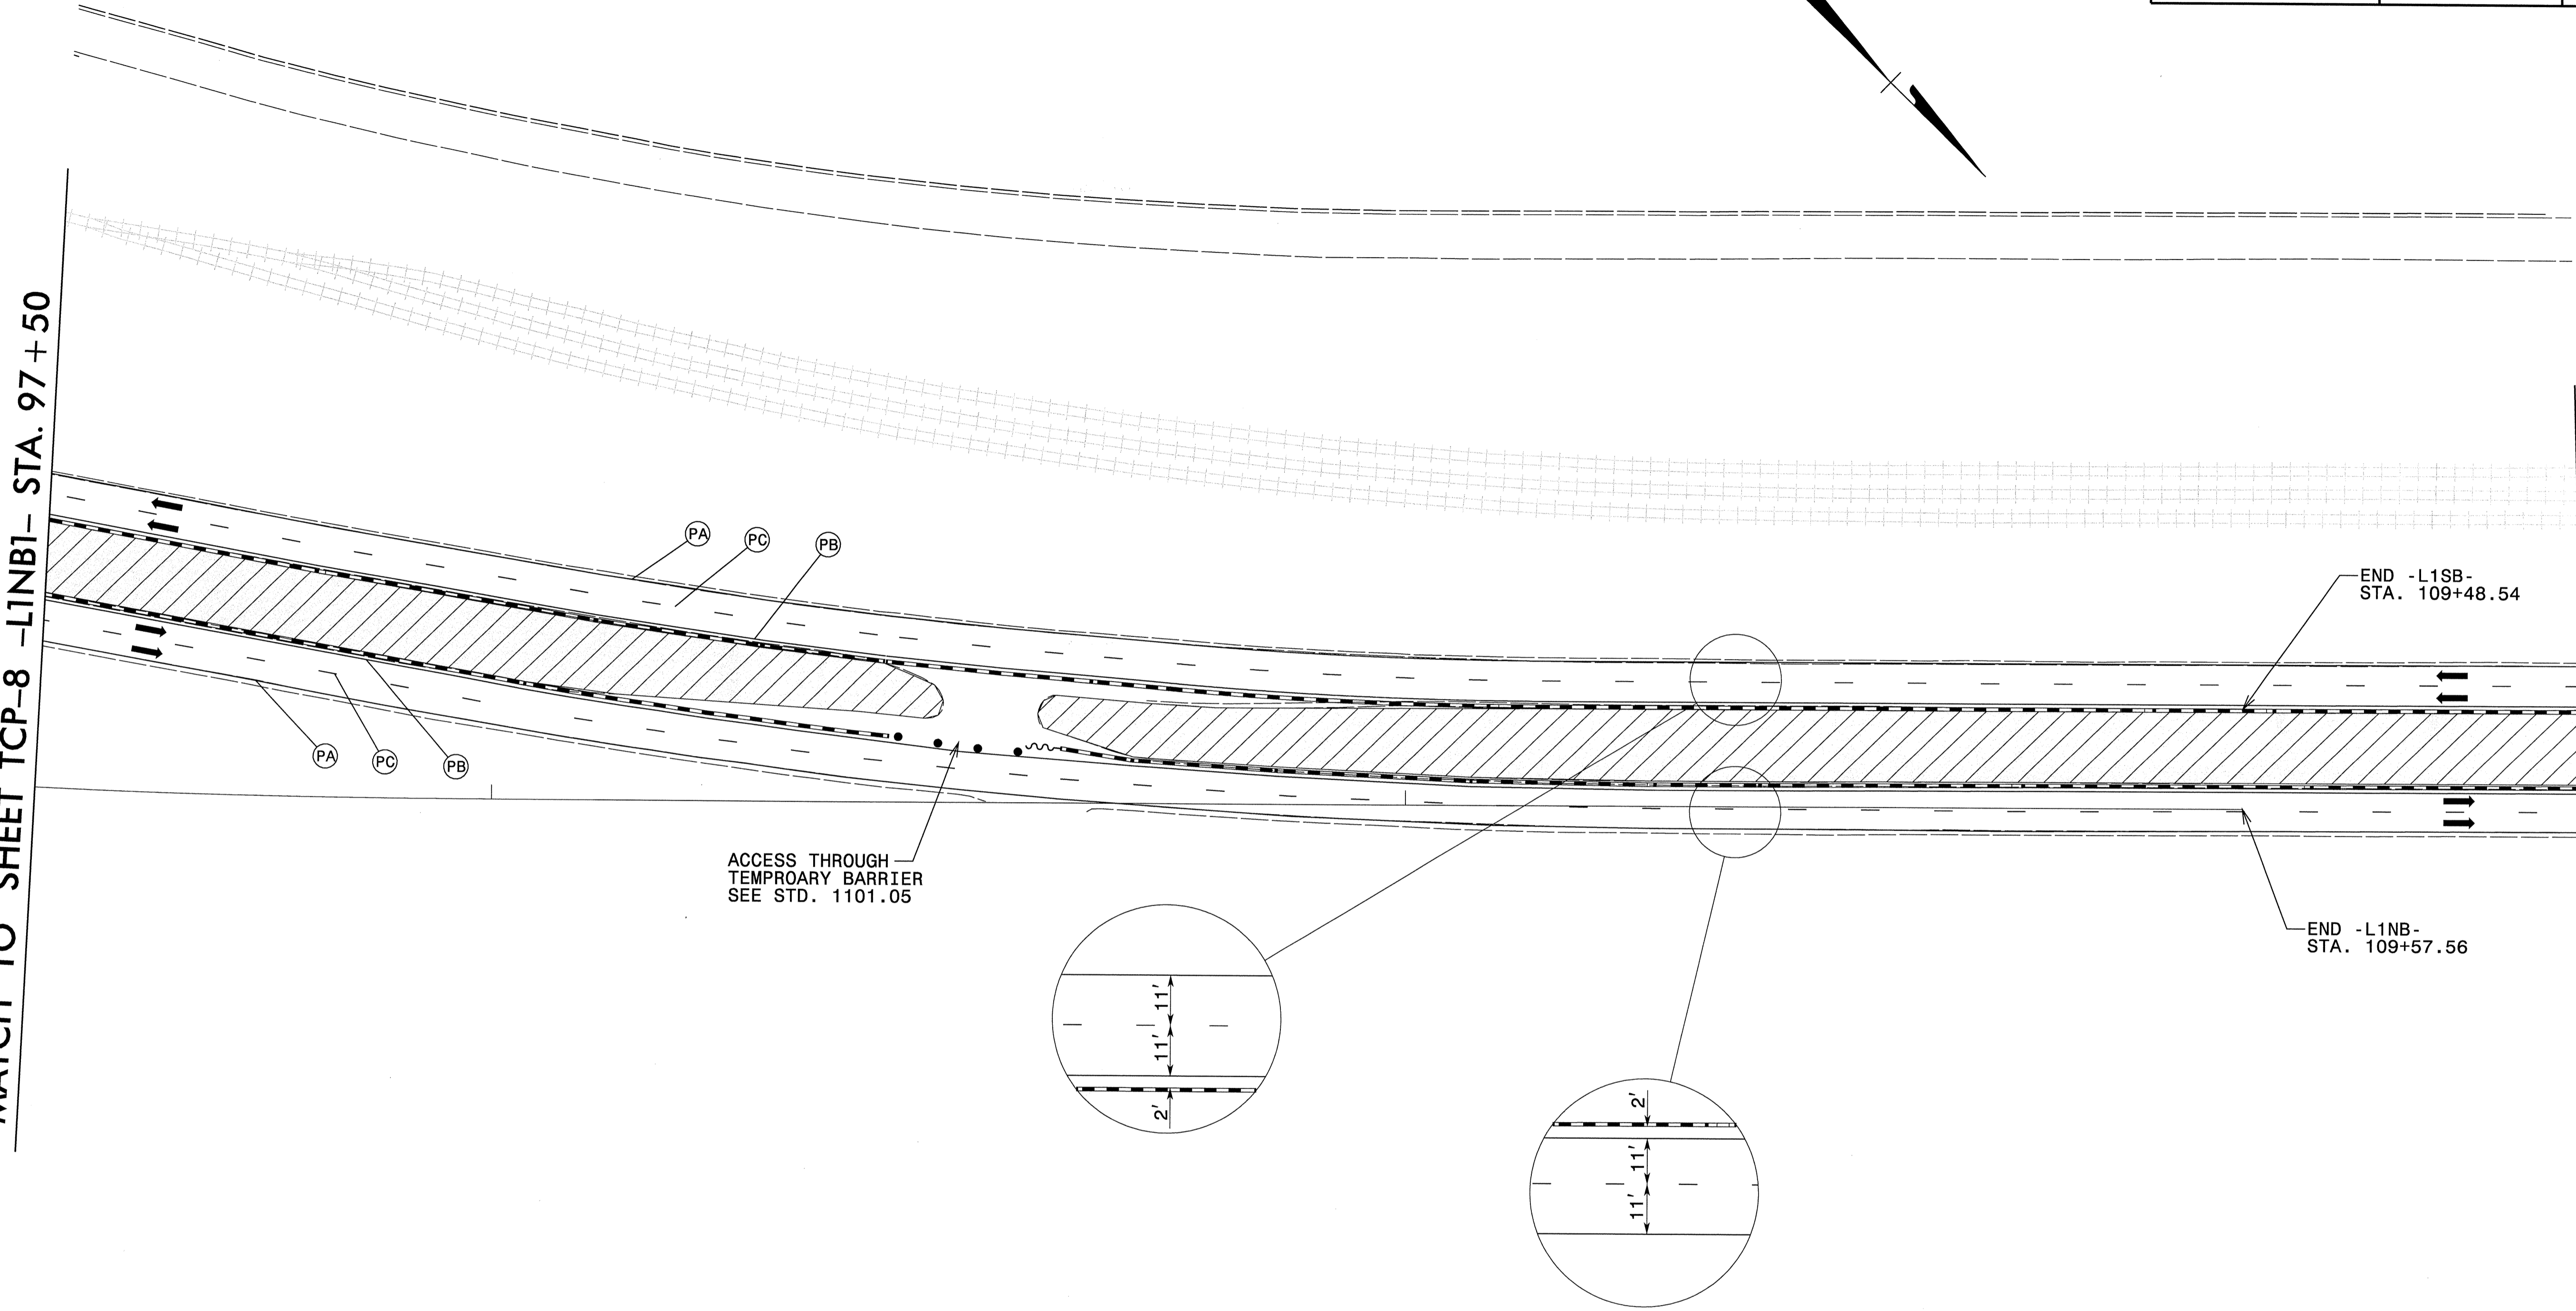 MATCH TO SHEET TCP-8 -L1NB1- STA. 97+50
PA
PC
PB
PA
PC
PB
END -L1SB-
STA. 109+48.54
ACCESS THROUGH
TEMPROARY BARRIER
SEE STD. 1101.05
END -L1NB-
STA. 109+57.56
11'
11'
2'
2'
11'
11'